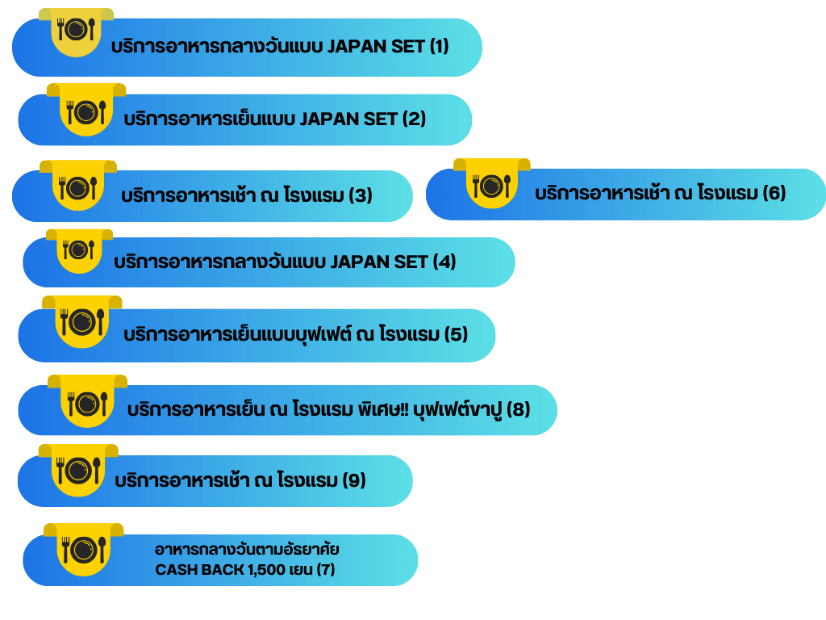 บริการอาหารกลางวันแบบ JAPAN SET (1)
บริการอาหารเย็นแบบ JAPAN SET (2)
บริการอาหารเช้า ณ โรงแรม (3)
บริการอาหารเช้า ณ โรงแรม (6)
บริการอาหารกลางวันแบบ JAPAN SET (4)
บริการอาหารเย็นแบบบุฟเฟต์ ณ โรงแรม (5)
บริการอาหารเย็น ณ โรงแรม พิเศษ!! บุฟเฟต์ขาปู (8)
บริการอาหารเช้า ณ โรงแรม (9)
อาหารกลางวันตามอัธยาศัย
CASH BACK 1,500 เยน (7)